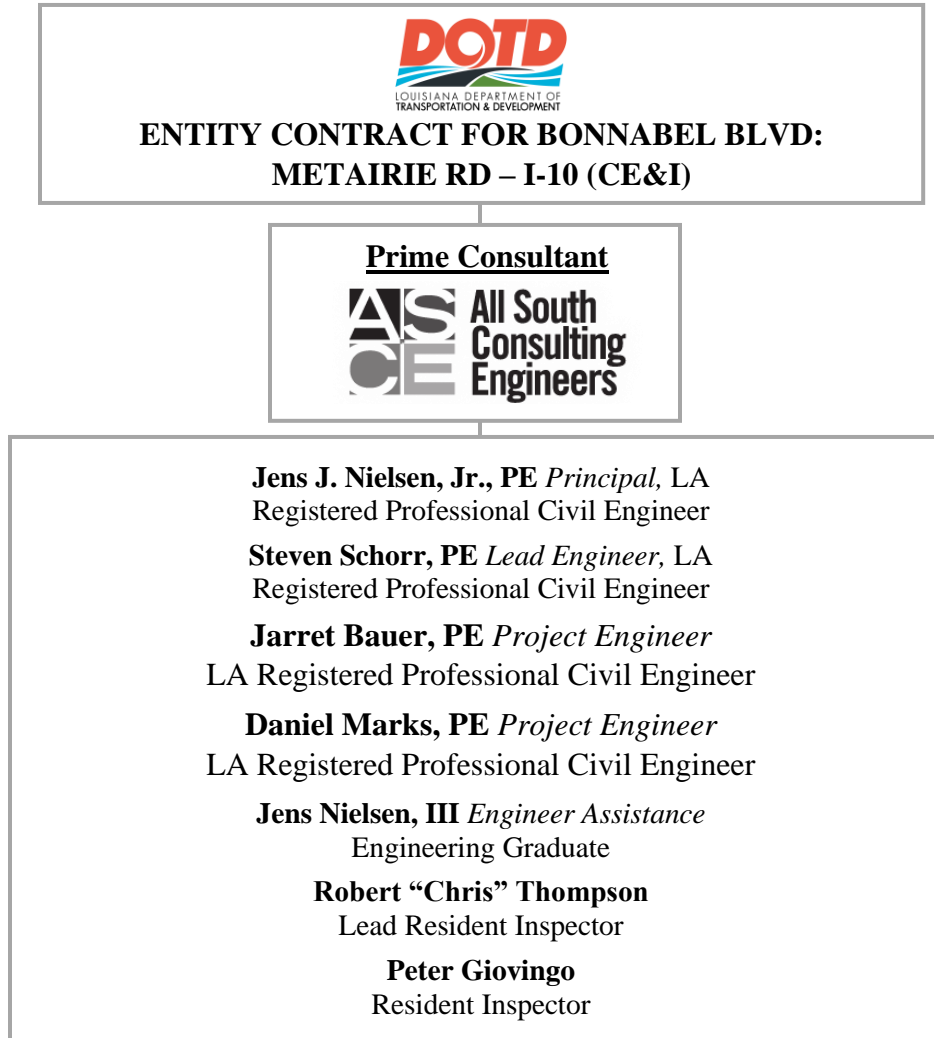 DOTD
LOUISIANA DEPARTMENT OF
TRANSPORTATION & DEVELOPMENT
ENTITY CONTRACT FOR BONNABEL BLVD:
METAIRIE RD – I-10 (CE&I)
Prime Consultant
AS
CE
All South
Consulting
Engineers
Jens J. Nielsen, Jr., PE Principal, LA
Registered Professional Civil Engineer
Steven Schorr, PE Lead Engineer, LA
Registered Professional Civil Engineer
Jarret Bauer, PE Project Engineer
LA Registered Professional Civil Engineer
Daniel Marks, PE Project Engineer
LA Registered Professional Civil Engineer
Jens Nielsen, III Engineer Assistance
Engineering Graduate
Robert “Chris” Thompson
Lead Resident Inspector
Peter Giovingo
Resident Inspector